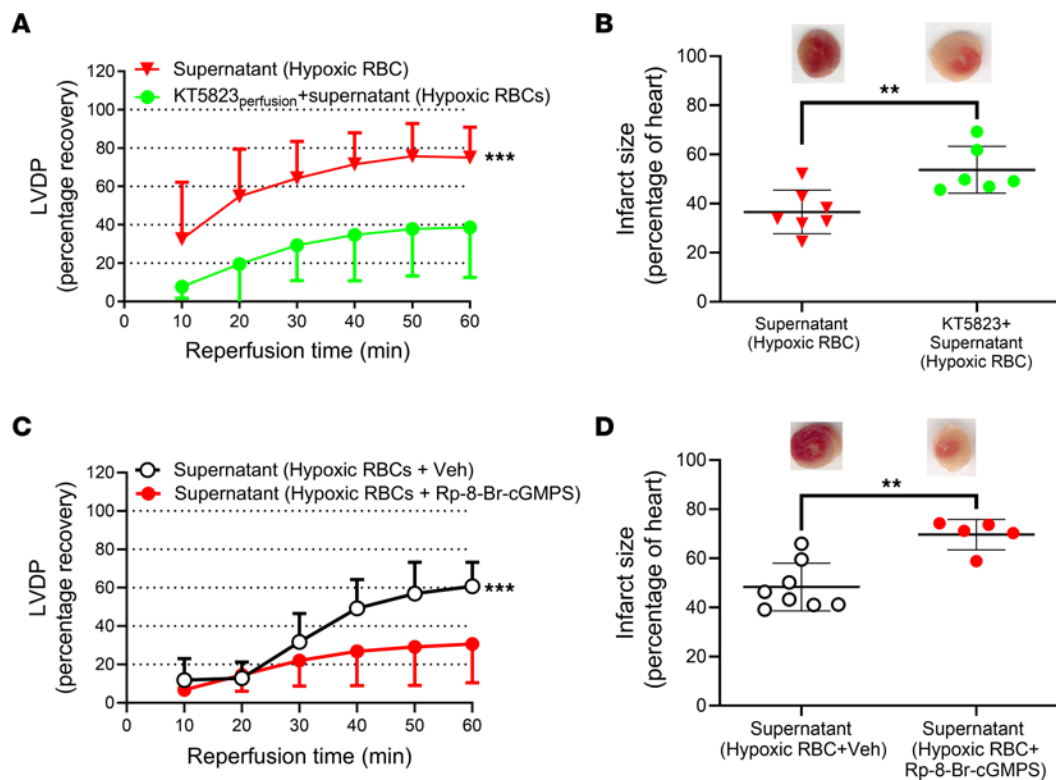 A
120
100
80
60
40
20
0
LVDP
(percentage recovery)
Supernatant (Hypoxic RBC)
KT5823perfusion+supernatant (Hypoxic RBCs)
***
0 10 20 30 40 50 60
Reperfusion time (min)
B
100
80
60
40
20
0
Infarct size
(percentage of heart)
**
Supernatant
(Hypoxic RBC)
KT5823+
Supernatant
(Hypoxic RBC)
C
120
100
80
60
40
20
0
LVDP
(percentage recovery)
Supernatant (Hypoxic RBCs + Veh)
Supernatant (Hypoxic RBCs + Rp-8-Br-cGMPS)
***
0 10 20 30 40 50 60
Reperfusion time (min)
D
100
80
60
40
20
0
Infarct size
(percentage of heart)
**
Supernatant
(Hypoxic RBC+Veh)
Supernatant
(Hypoxic RBC+
Rp-8-Br-cGMPS)